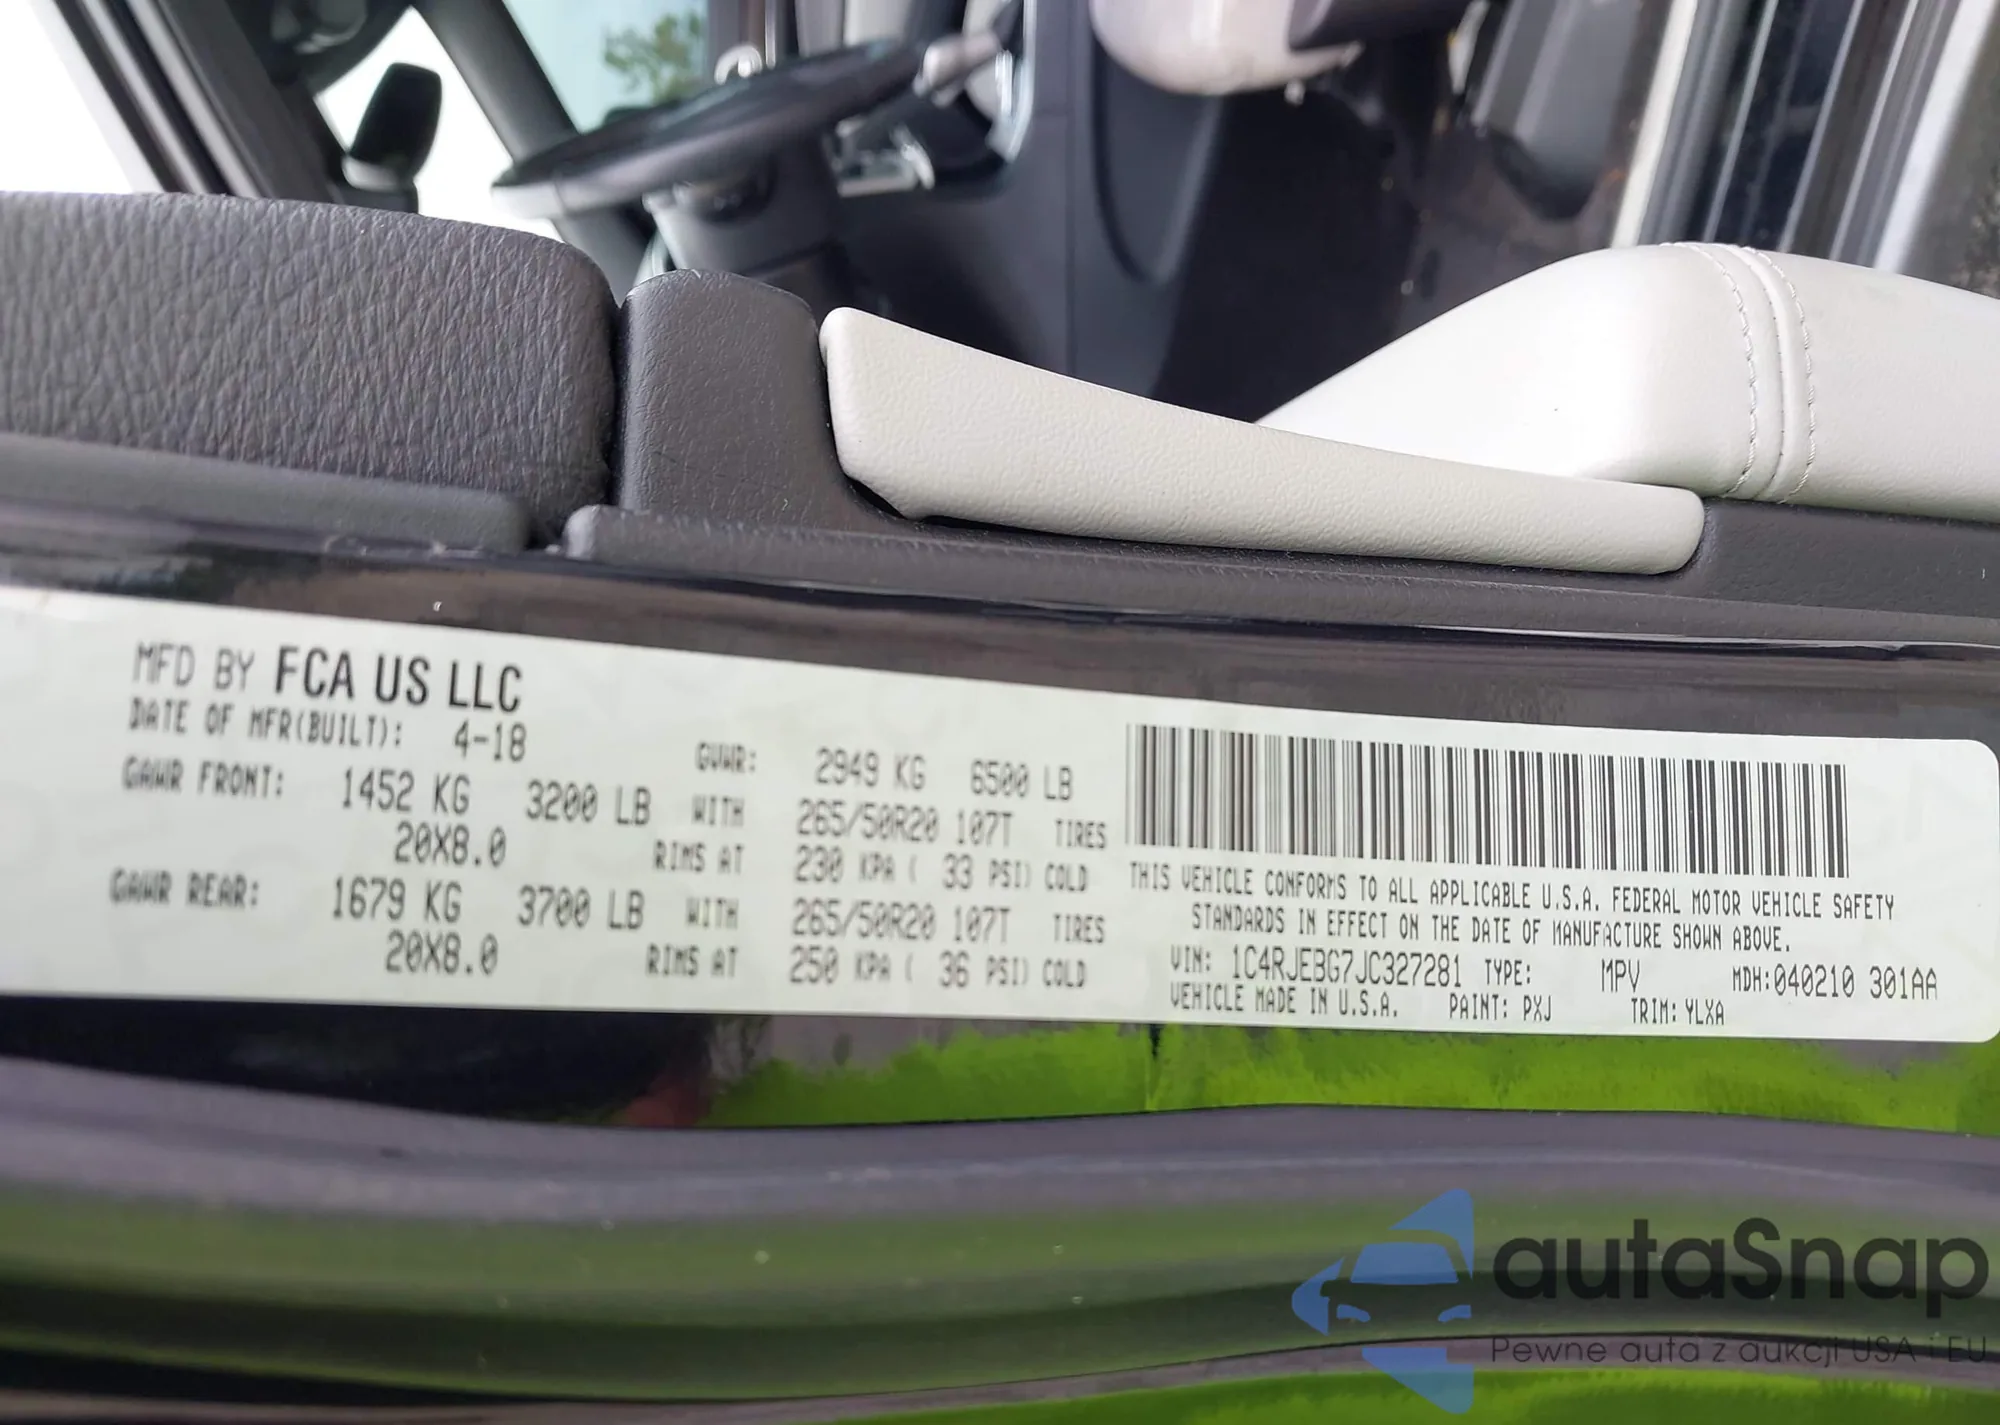 MFD BY FCA US LLC
DATE OF MFR(BUILT): 4-18
GVWR: 2949 KG 6500 LB
GAWR FRONT: 1452 KG 3200 LB WITH 265/50R20 107T TIRES
20X8.0 RIMS AT 230 KPA ( 33 PSI) COLD
GAWR REAR: 1679 KG 3700 LB WITH 265/50R20 107T TIRES
20X8.0 RIMS AT 250 KPA ( 36 PSI) COLD
THIS VEHICLE CONFORMS TO ALL APPLICABLE U.S.A. FEDERAL MOTOR VEHICLE SAFETY
STANDARDS IN EFFECT ON THE DATE OF MANUFACTURE SHOWN ABOVE.
VIN: 1C4RJEBG7JC327281 TYPE: MPV MDH:040210 301AA
VEHICLE MADE IN U.S.A. PAINT: PXJ TRIM: YLXA
autaSnap
Pewne auta z aukcji USA i EU